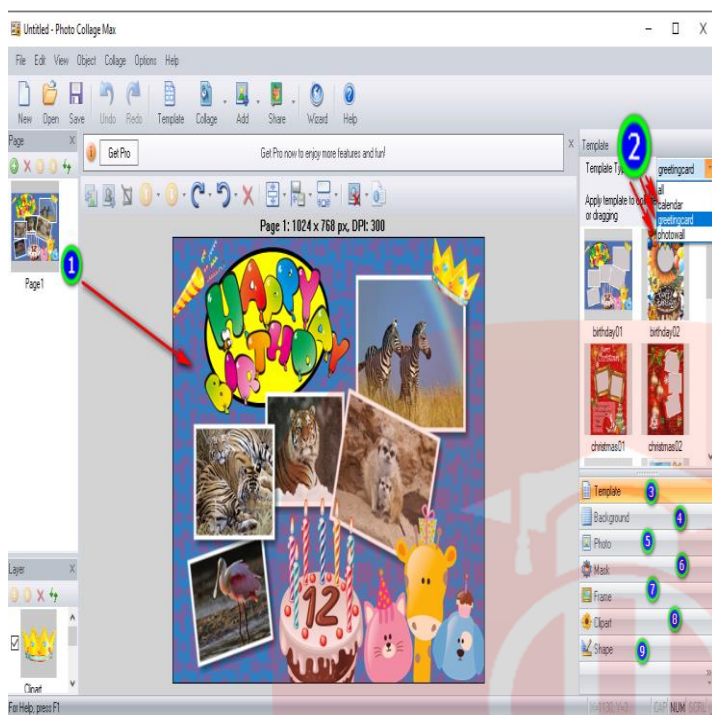 Untitled - Photo Collage Max
File Edit View Object Collage Options Help
New Open Save Undo Redo Template Collage Add Share Wizard Help
Page
Get Pro
Get Pro now to enjoy more features and fun!
Template
2
Template Ty
greetingcard
all
calendar
greetingcard
photowall
Apply template to
or dragging
Page 1: 1024 x 768 px, DPI: 300
1
Page1
HAPPY
BIRTHDAY
12
birthday01 birthday02
christmas01 christmas02
Template 3
Background 4
Photo 5
Mask 6
Frame 7
Clipart 8
Shape 9
Layer
Clipart
For Help, press F1
X=1130, Y=3 CAP NUM SCRL